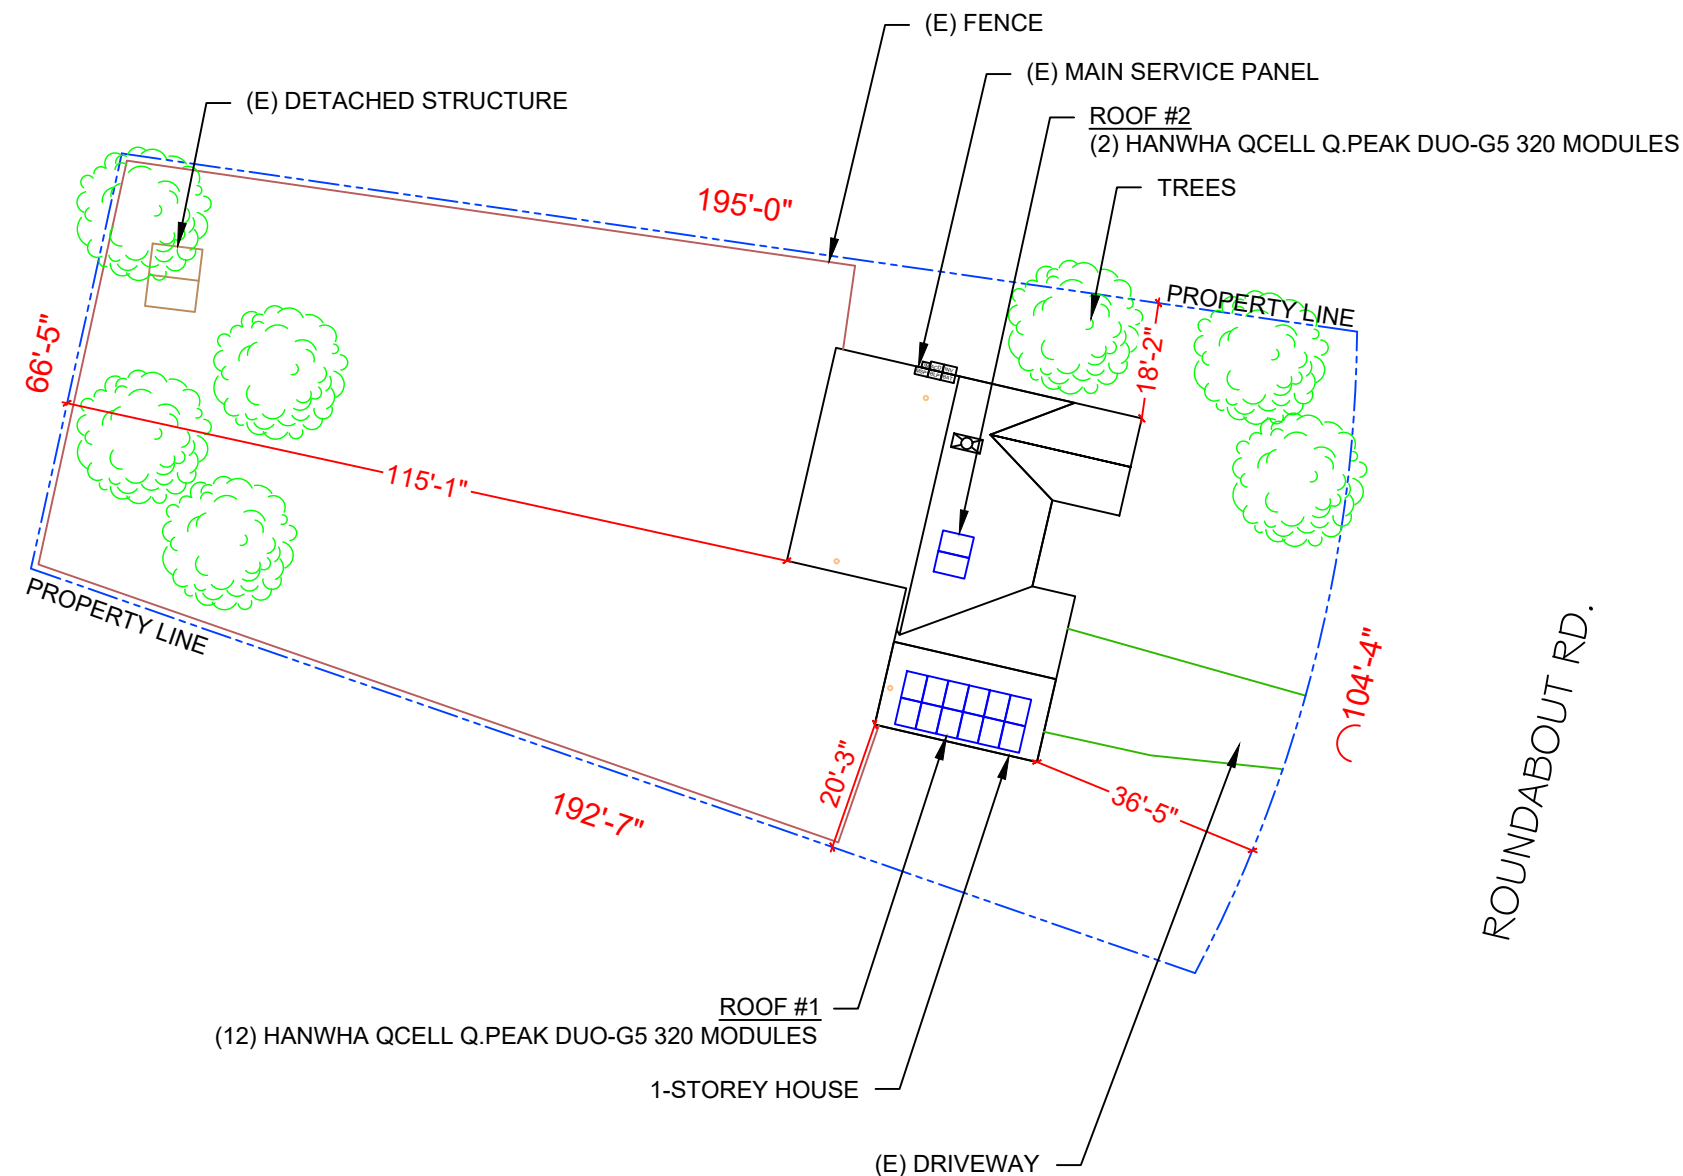 (E) FENCE
(E) MAIN SERVICE PANEL
(E) DETACHED STRUCTURE
ROOF #2
(2) HANWHA QCELL Q.PEAK DUO-G5 320 MODULES
TREES
195'-0"
PROPERTY LINE
18'-2"
66'-5"
115'-1"
PROPERTY LINE
104'-4"
ROUNDABOUT RD.
20'-3"
36'-5"
192'-7"
ROOF #1
(12) HANWHA QCELL Q.PEAK DUO-G5 320 MODULES
1-STOREY HOUSE
(E) DRIVEWAY